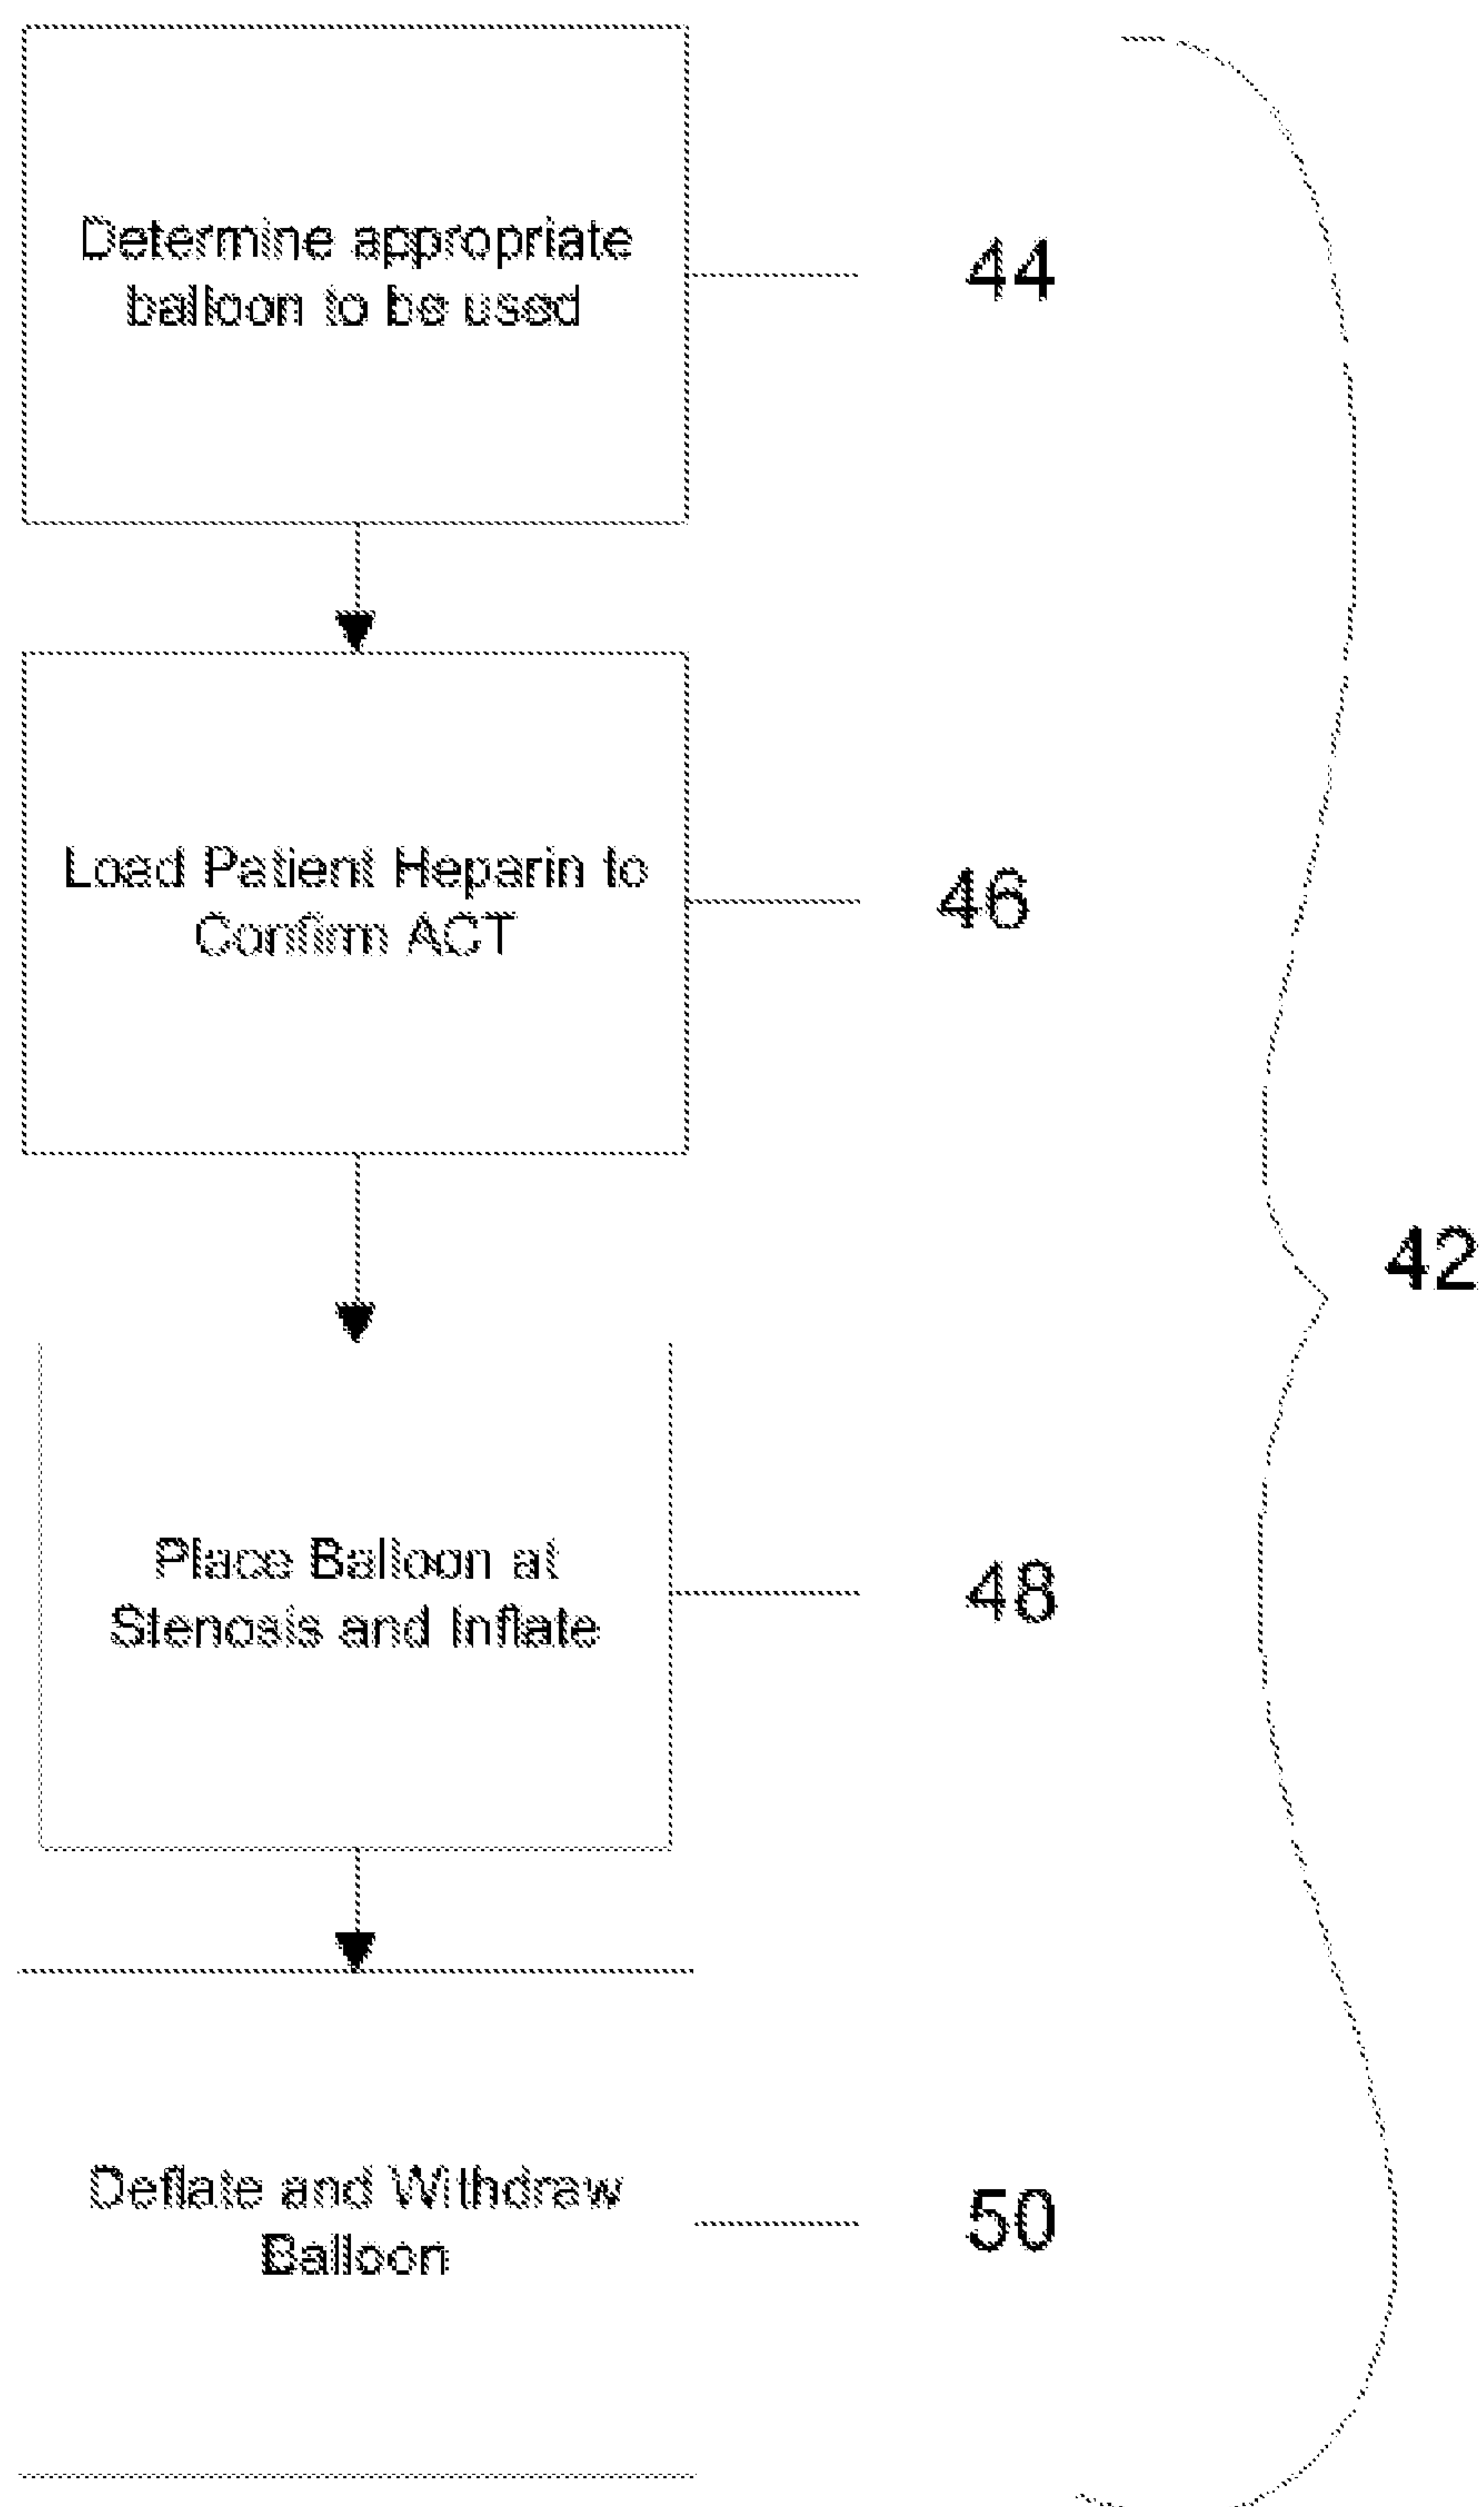 Determine appropriate
balloon to be used
44
Load Patient Heparin to
Confirm ACT
46
42
Place Balloon at
Stenosis and Inflate
48
Deflate and Withdraw
Balloon
50